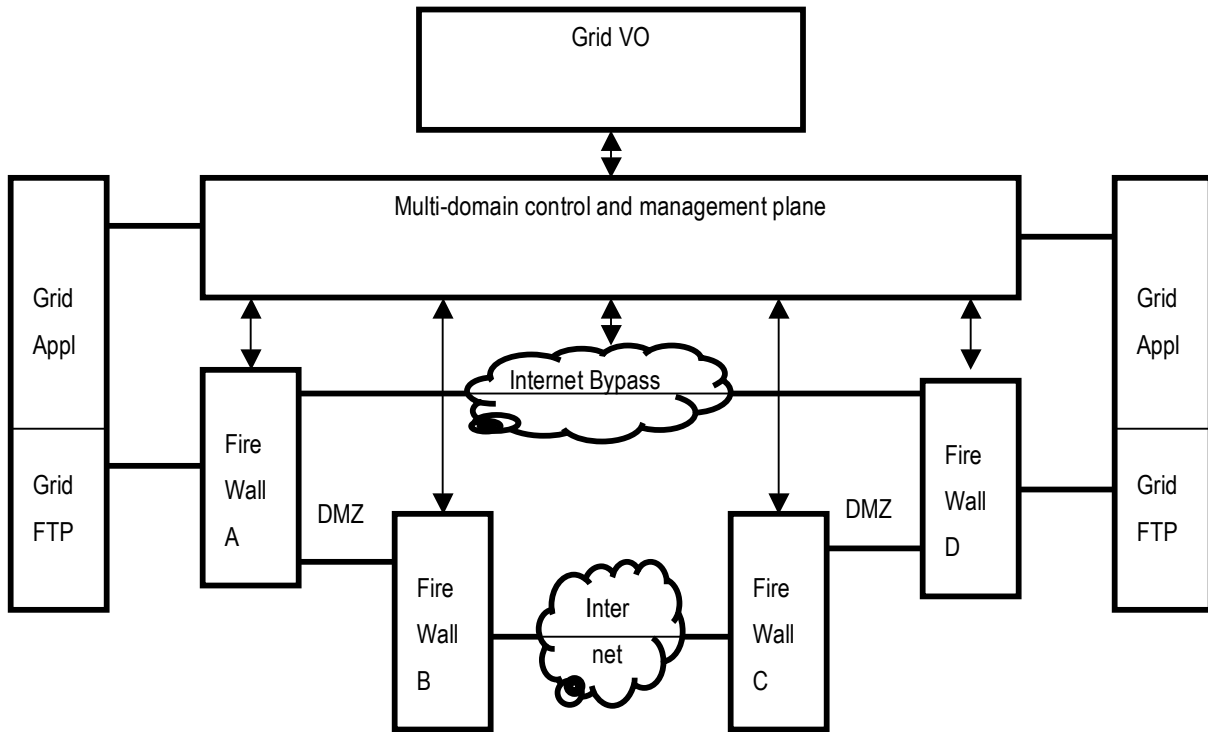 Grid VO
Multi-domain control and management plane
Grid
Appl
Grid
FTP
Fire
Wall
A
DMZ
Internet Bypass
Fire
Wall
B
Inter
net
Fire
Wall
C
DMZ
Fire
Wall
D
Grid
Appl
Grid
FTP